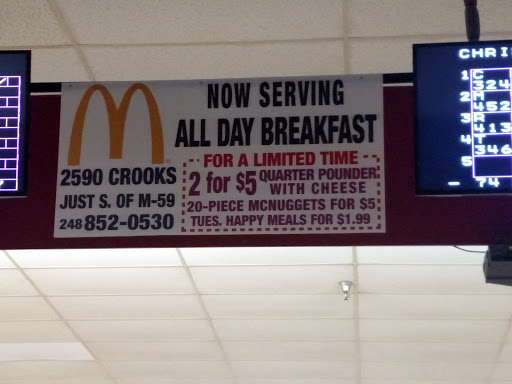 NOW SERVING
ALL DAY BREAKFAST
2590 CROOKS
JUST S. OF M-59
248 852-0530
FOR A LIMITED TIME
2 for $5 QUARTER POUNDER
WITH CHEESE
20-PIECE MCNUGGETS FOR $5
TUES. HAPPY MEALS FOR $1.99
CHRI
1 C
324
2 M
452
3 R
413
4 T
346
5
74